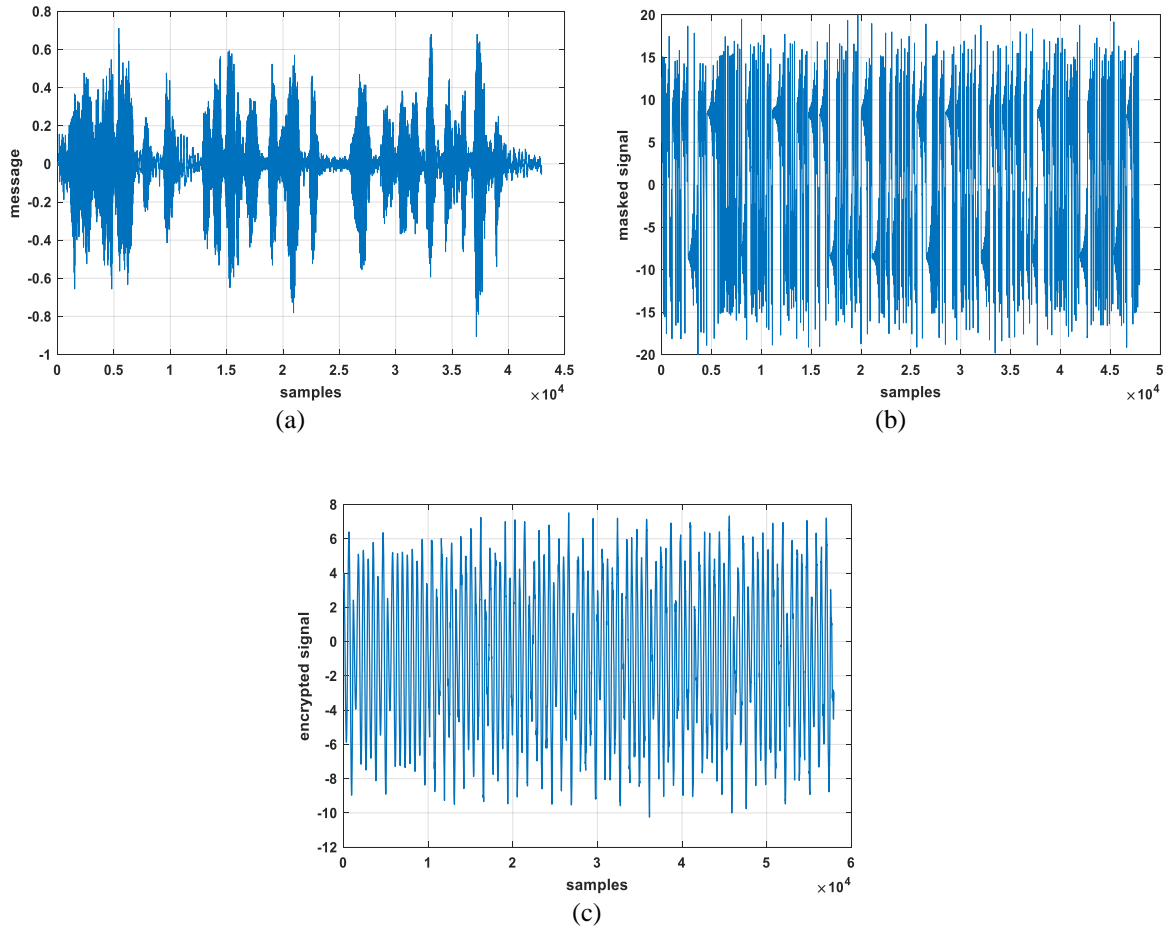 message
0.8
0.6
0.4
0.2
0
-0.2
-0.4
-0.6
-0.8
-1
0 0.5 1 1.5 2 2.5 3 3.5 4 4.5
samples
×10^4
(a)
masked signal
20
15
10
5
0
-5
-10
-15
-20
0 0.5 1 1.5 2 2.5 3 3.5 4 4.5 5
samples
×10^4
(b)
encrypted signal
8
6
4
2
0
-2
-4
-6
-8
-10
-12
0 1 2 3 4 5 6
samples
×10^4
(c)